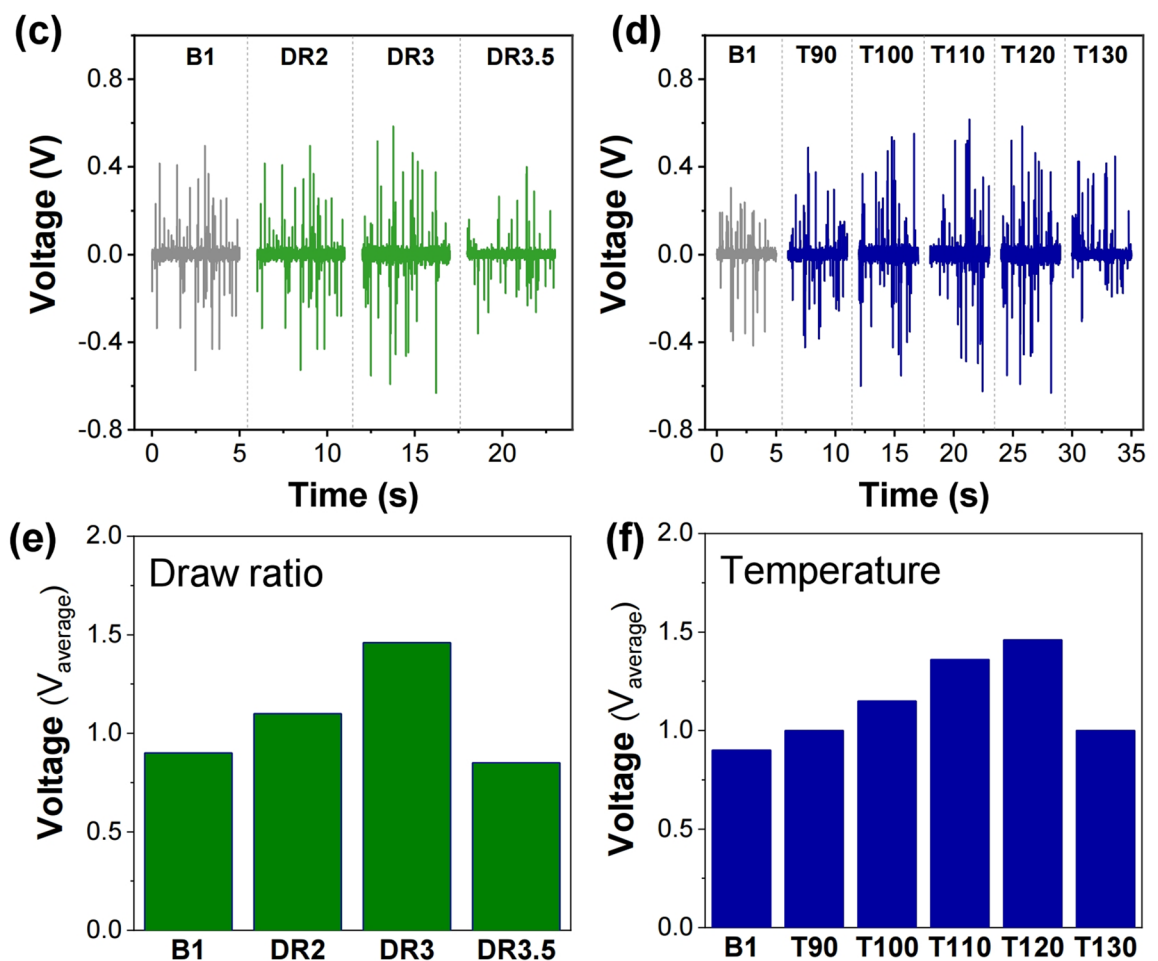 (c)
B1 DR2 DR3 DR3.5
0.8
0.4
0.0
-0.4
-0.8
Voltage (V)
0 5 10 15 20
Time (s)
(d)
B1 T90 T100 T110 T120 T130
0.8
0.4
0.0
-0.4
-0.8
Voltage (V)
0 5 10 15 20 25 30 35
Time (s)
(e)
Draw ratio
2.0
1.5
1.0
0.5
0.0
Voltage (Vaverage)
B1 DR2 DR3 DR3.5
(f)
Temperature
2.0
1.5
1.0
0.5
0.0
Voltage (Vaverage)
B1 T90 T100 T110 T120 T130